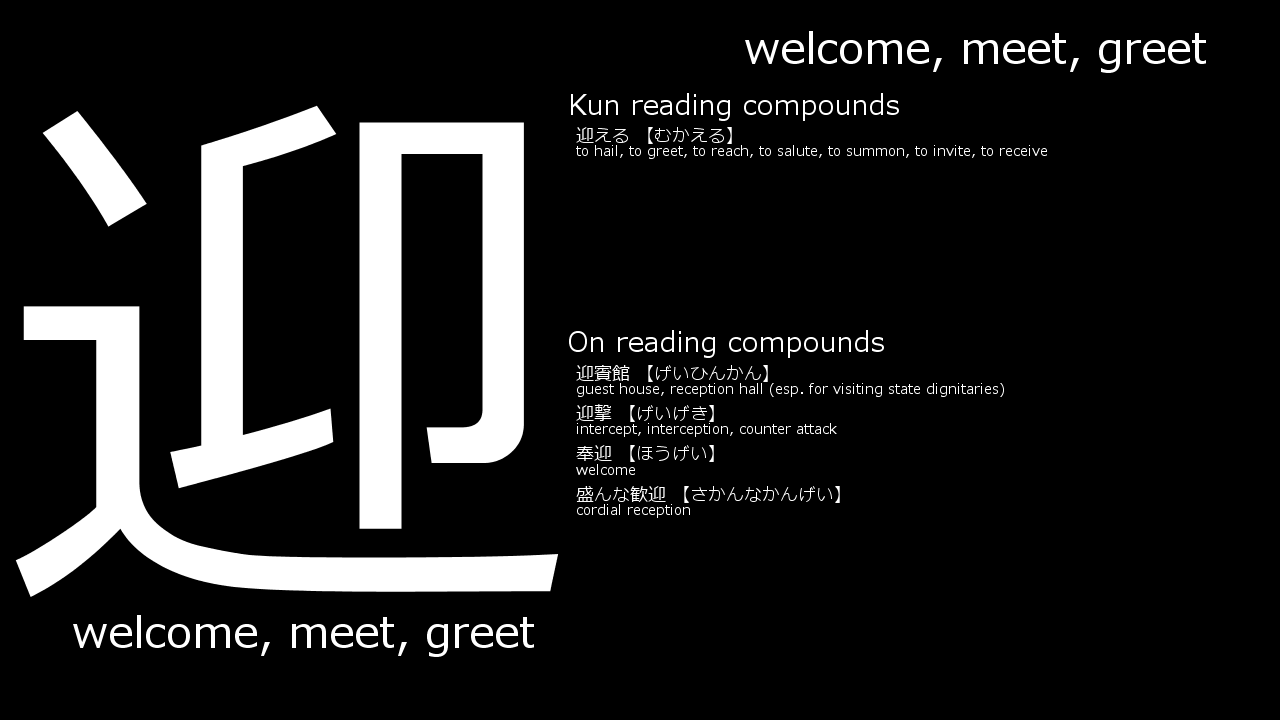 welcome, meet, greet
迎
Kun reading compounds
迎える 【むかえる】
to hail, to greet, to reach, to salute, to summon, to invite, to receive
On reading compounds
迎賓館 【げいひんかん】
guest house, reception hall (esp. for visiting state dignitaries)
迎撃 【げいげき】
intercept, interception, counter attack
奉迎 【ほうげい】
welcome
盛んな歓迎 【さかんなかんげい】
cordial reception
welcome, meet, greet